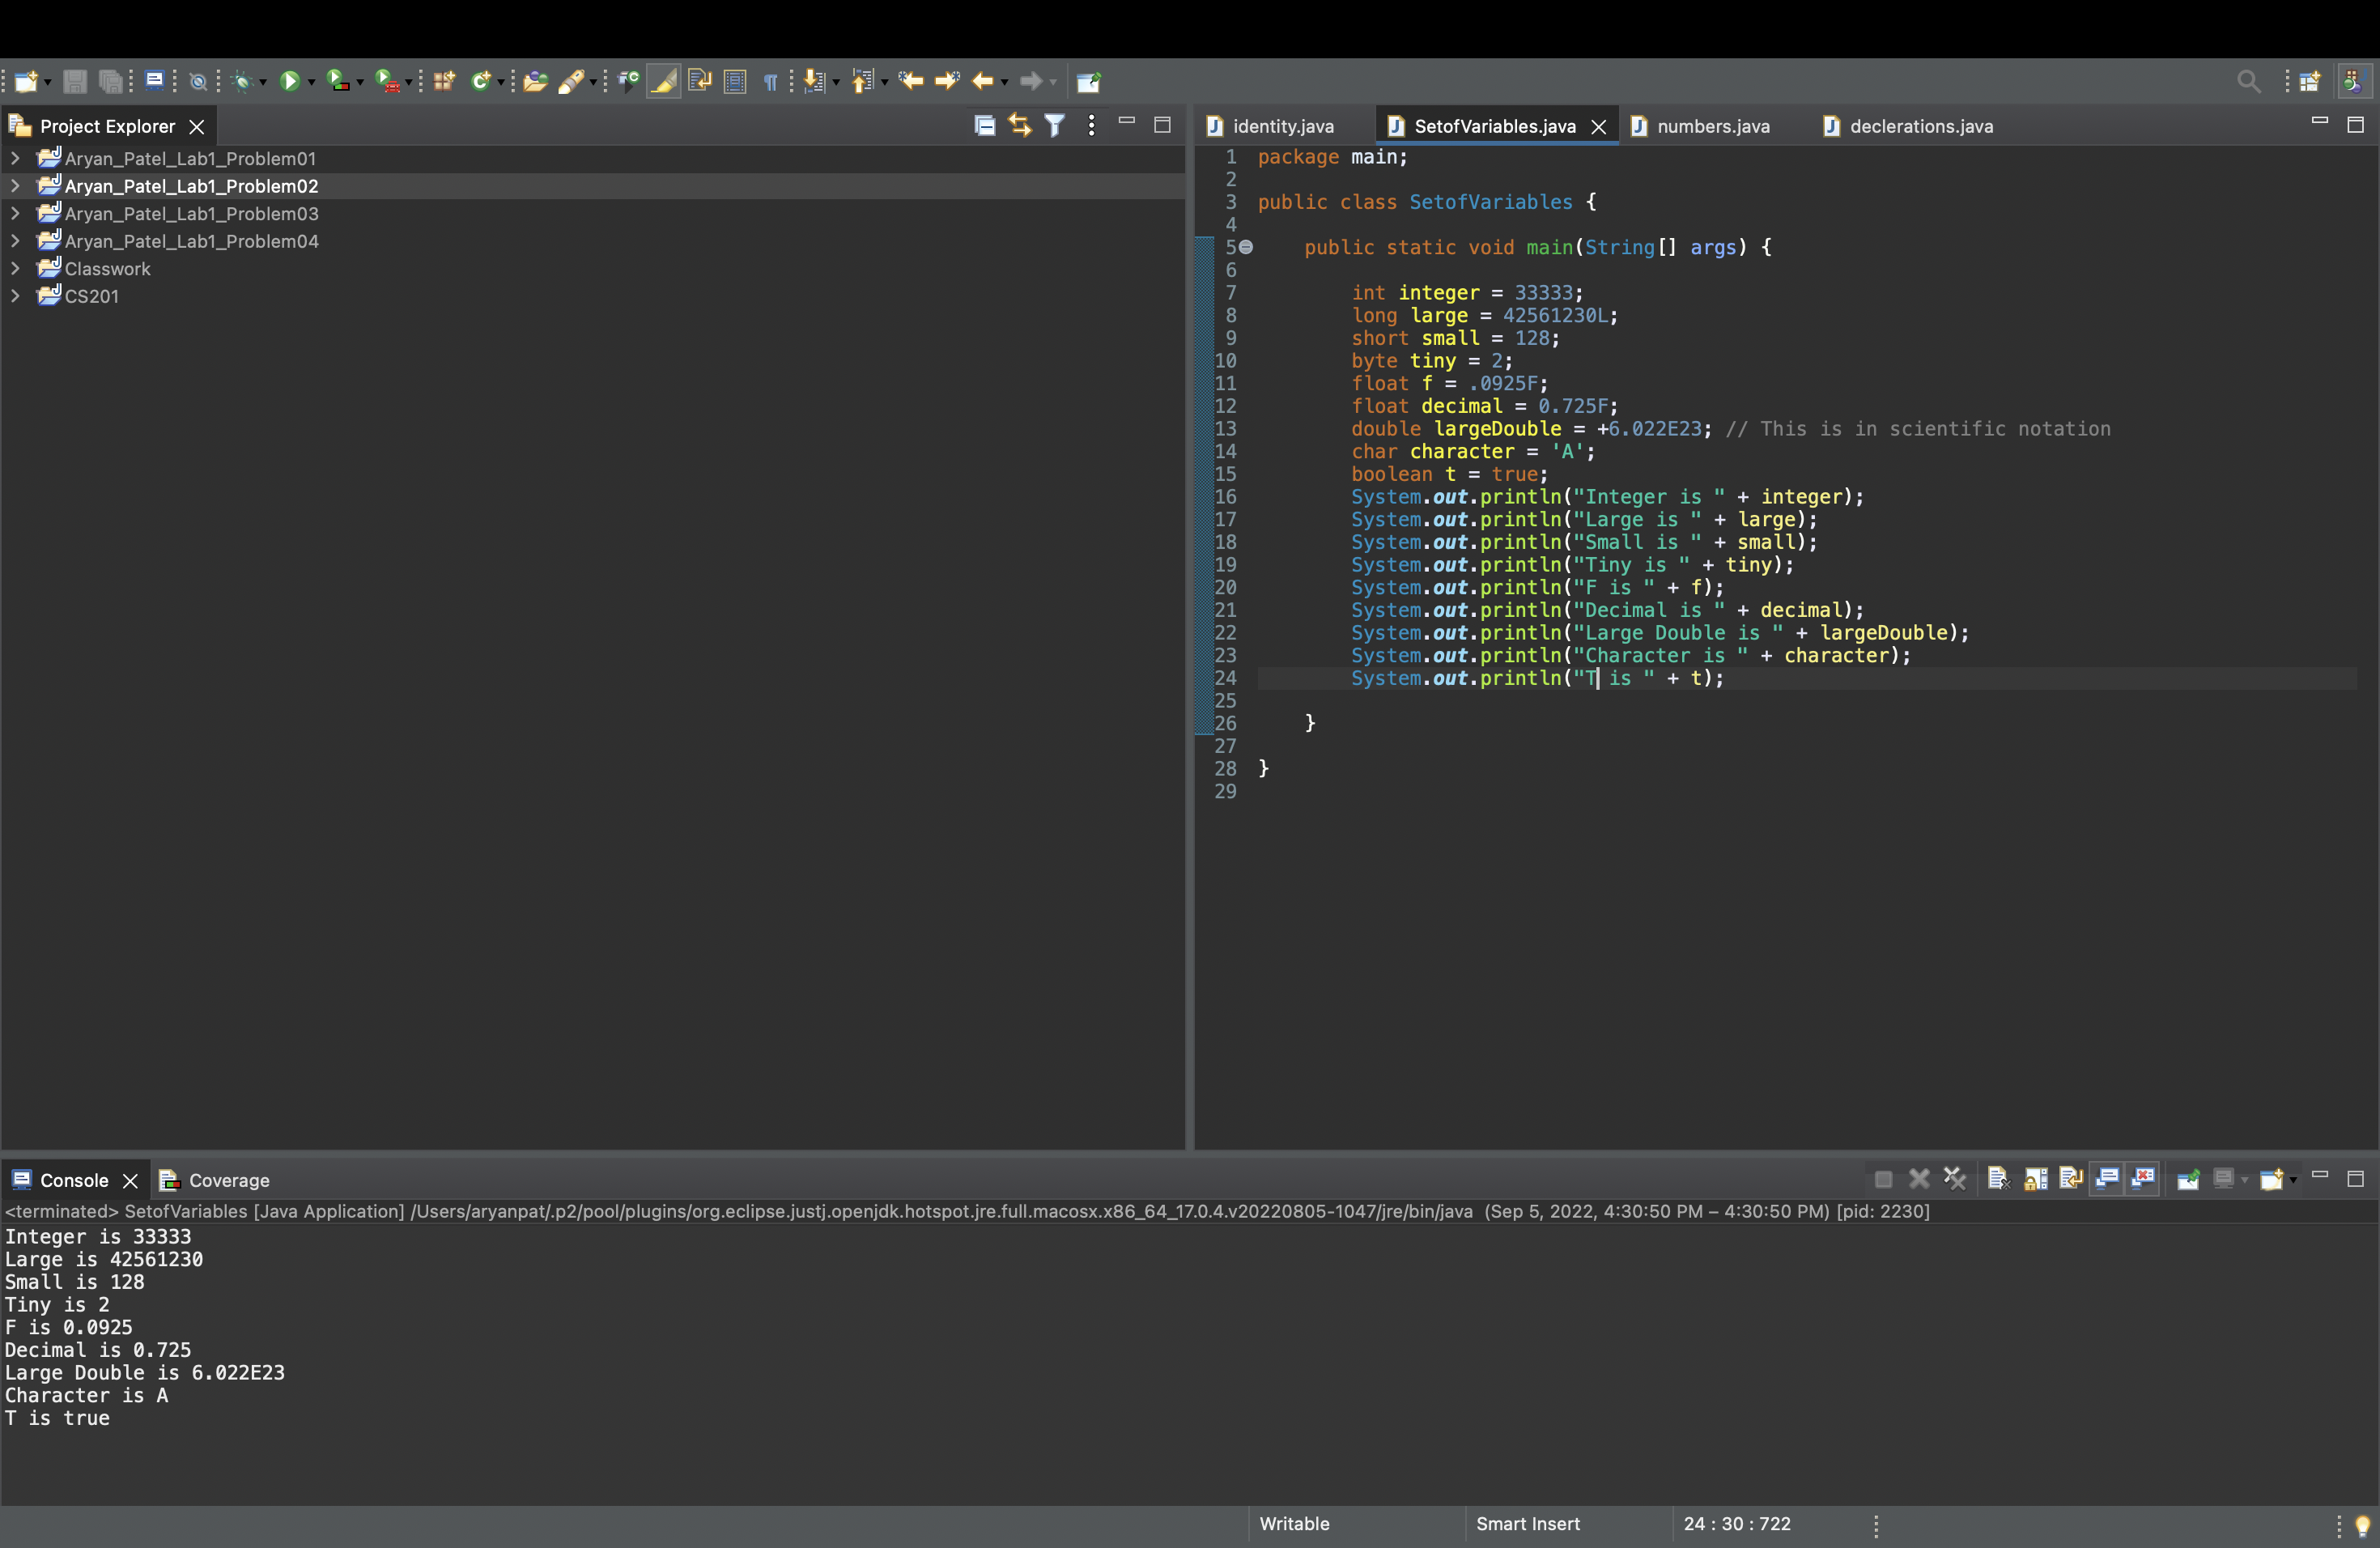 Project Explorer
Aryan_Patel_Lab1_Problem01
Aryan_Patel_Lab1_Problem02
Aryan_Patel_Lab1_Problem03
Aryan_Patel_Lab1_Problem04
Classwork
CS201
identity.java SetofVariables.java numbers.java declerations.java
1 package main;
2
3 public class SetofVariables {
4
5 public static void main(String[] args) {
6
7 int integer = 33333;
8 long large = 42561230L;
9 short small = 128;
10 byte tiny = 2;
11 float f = .0925F;
12 float decimal = 0.725F;
13 double largeDouble = +6.022E23; // This is in scientific notation
14 char character = 'A';
15 boolean t = true;
16 System.out.println("Integer is " + integer);
17 System.out.println("Large is " + large);
18 System.out.println("Small is " + small);
19 System.out.println("Tiny is " + tiny);
20 System.out.println("F is " + f);
21 System.out.println("Decimal is " + decimal);
22 System.out.println("Large Double is " + largeDouble);
23 System.out.println("Character is " + character);
24 System.out.println("T is " + t);
25
26 }
27
28 }
29
Console Coverage
<terminated> SetofVariables [Java Application] /Users/aryanpat/.p2/pool/plugins/org.eclipse.justj.openjdk.hotspot.jre.full.macosx.x86_64_17.0.4.v20220805-1047/jre/bin/java (Sep 5, 2022, 4:30:50 PM – 4:30:50 PM) [pid: 2230]
Integer is 33333
Large is 42561230
Small is 128
Tiny is 2
F is 0.0925
Decimal is 0.725
Large Double is 6.022E23
Character is A
T is true
Writable Smart Insert 24 : 30 : 722